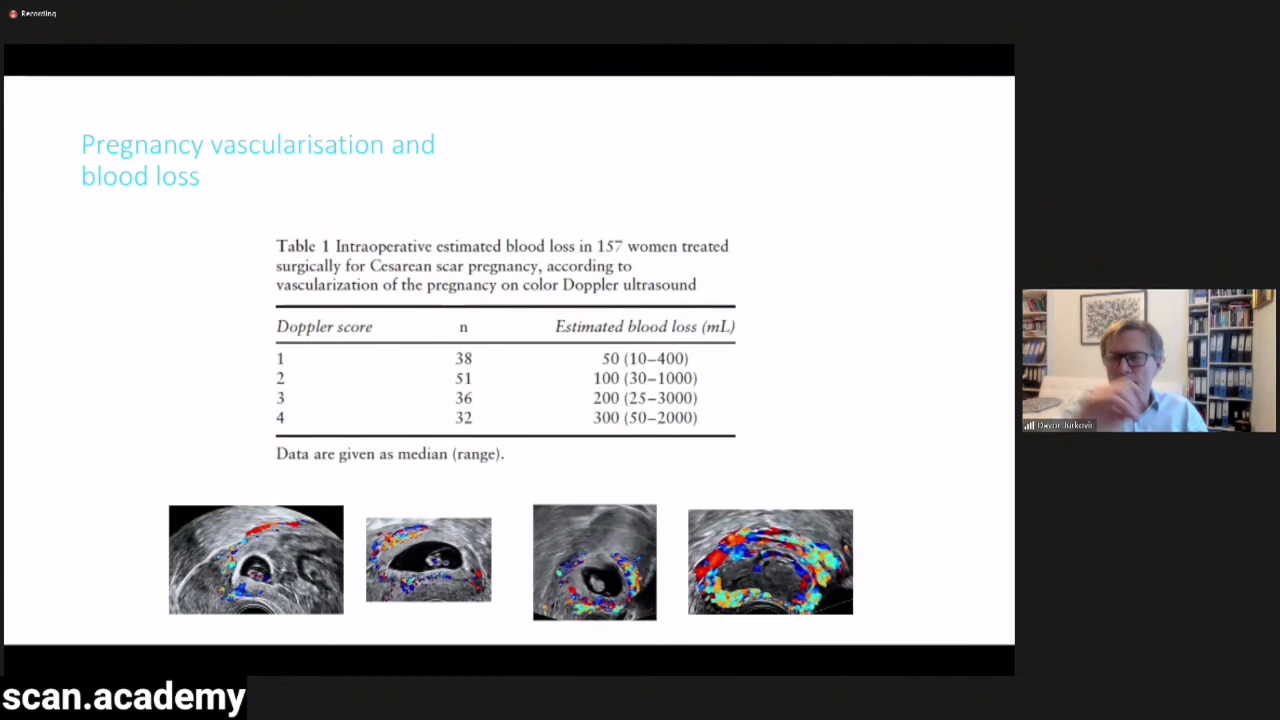 Recording
Pregnancy vascularisation and
blood loss
Table 1 Intraoperative estimated blood loss in 157 women treated
surgically for Cesarean scar pregnancy, according to
vascularization of the pregnancy on color Doppler ultrasound
Doppler score n Estimated blood loss (mL)
1 38 50 (10–400)
2 51 100 (30–1000)
3 36 200 (25–3000)
4 32 300 (50–2000)
Data are given as median (range).
Davor Jurkovic
scan.academy